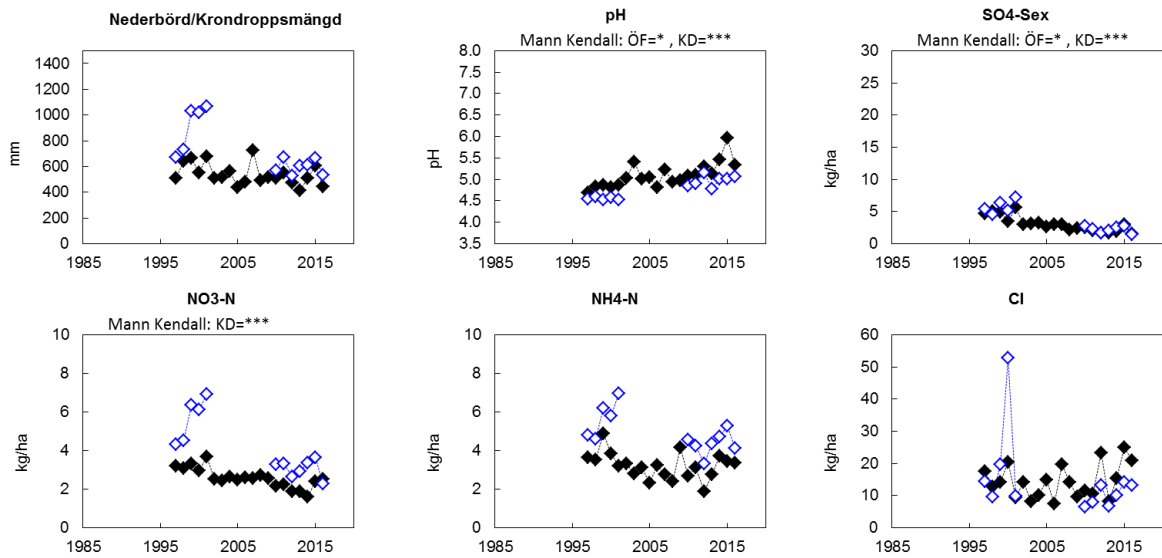 Nederbörd/Krondroppsmängd
mm
1400
1200
1000
800
600
400
200
0
1985 1995 2005 2015
pH
Mann Kendall: ÖF=* , KD=***
pH
8.0
7.5
7.0
6.5
6.0
5.5
5.0
4.5
4.0
3.5
1985 1995 2005 2015
SO4-Sex
Mann Kendall: ÖF=* , KD=***
kg/ha
30
25
20
15
10
5
0
1985 1995 2005 2015
NO3-N
Mann Kendall: KD=***
kg/ha
10
8
6
4
2
0
1985 1995 2005 2015
NH4-N
kg/ha
10
8
6
4
2
0
1985 1995 2005 2015
Cl
kg/ha
60
50
40
30
20
10
0
1985 1995 2005 2015